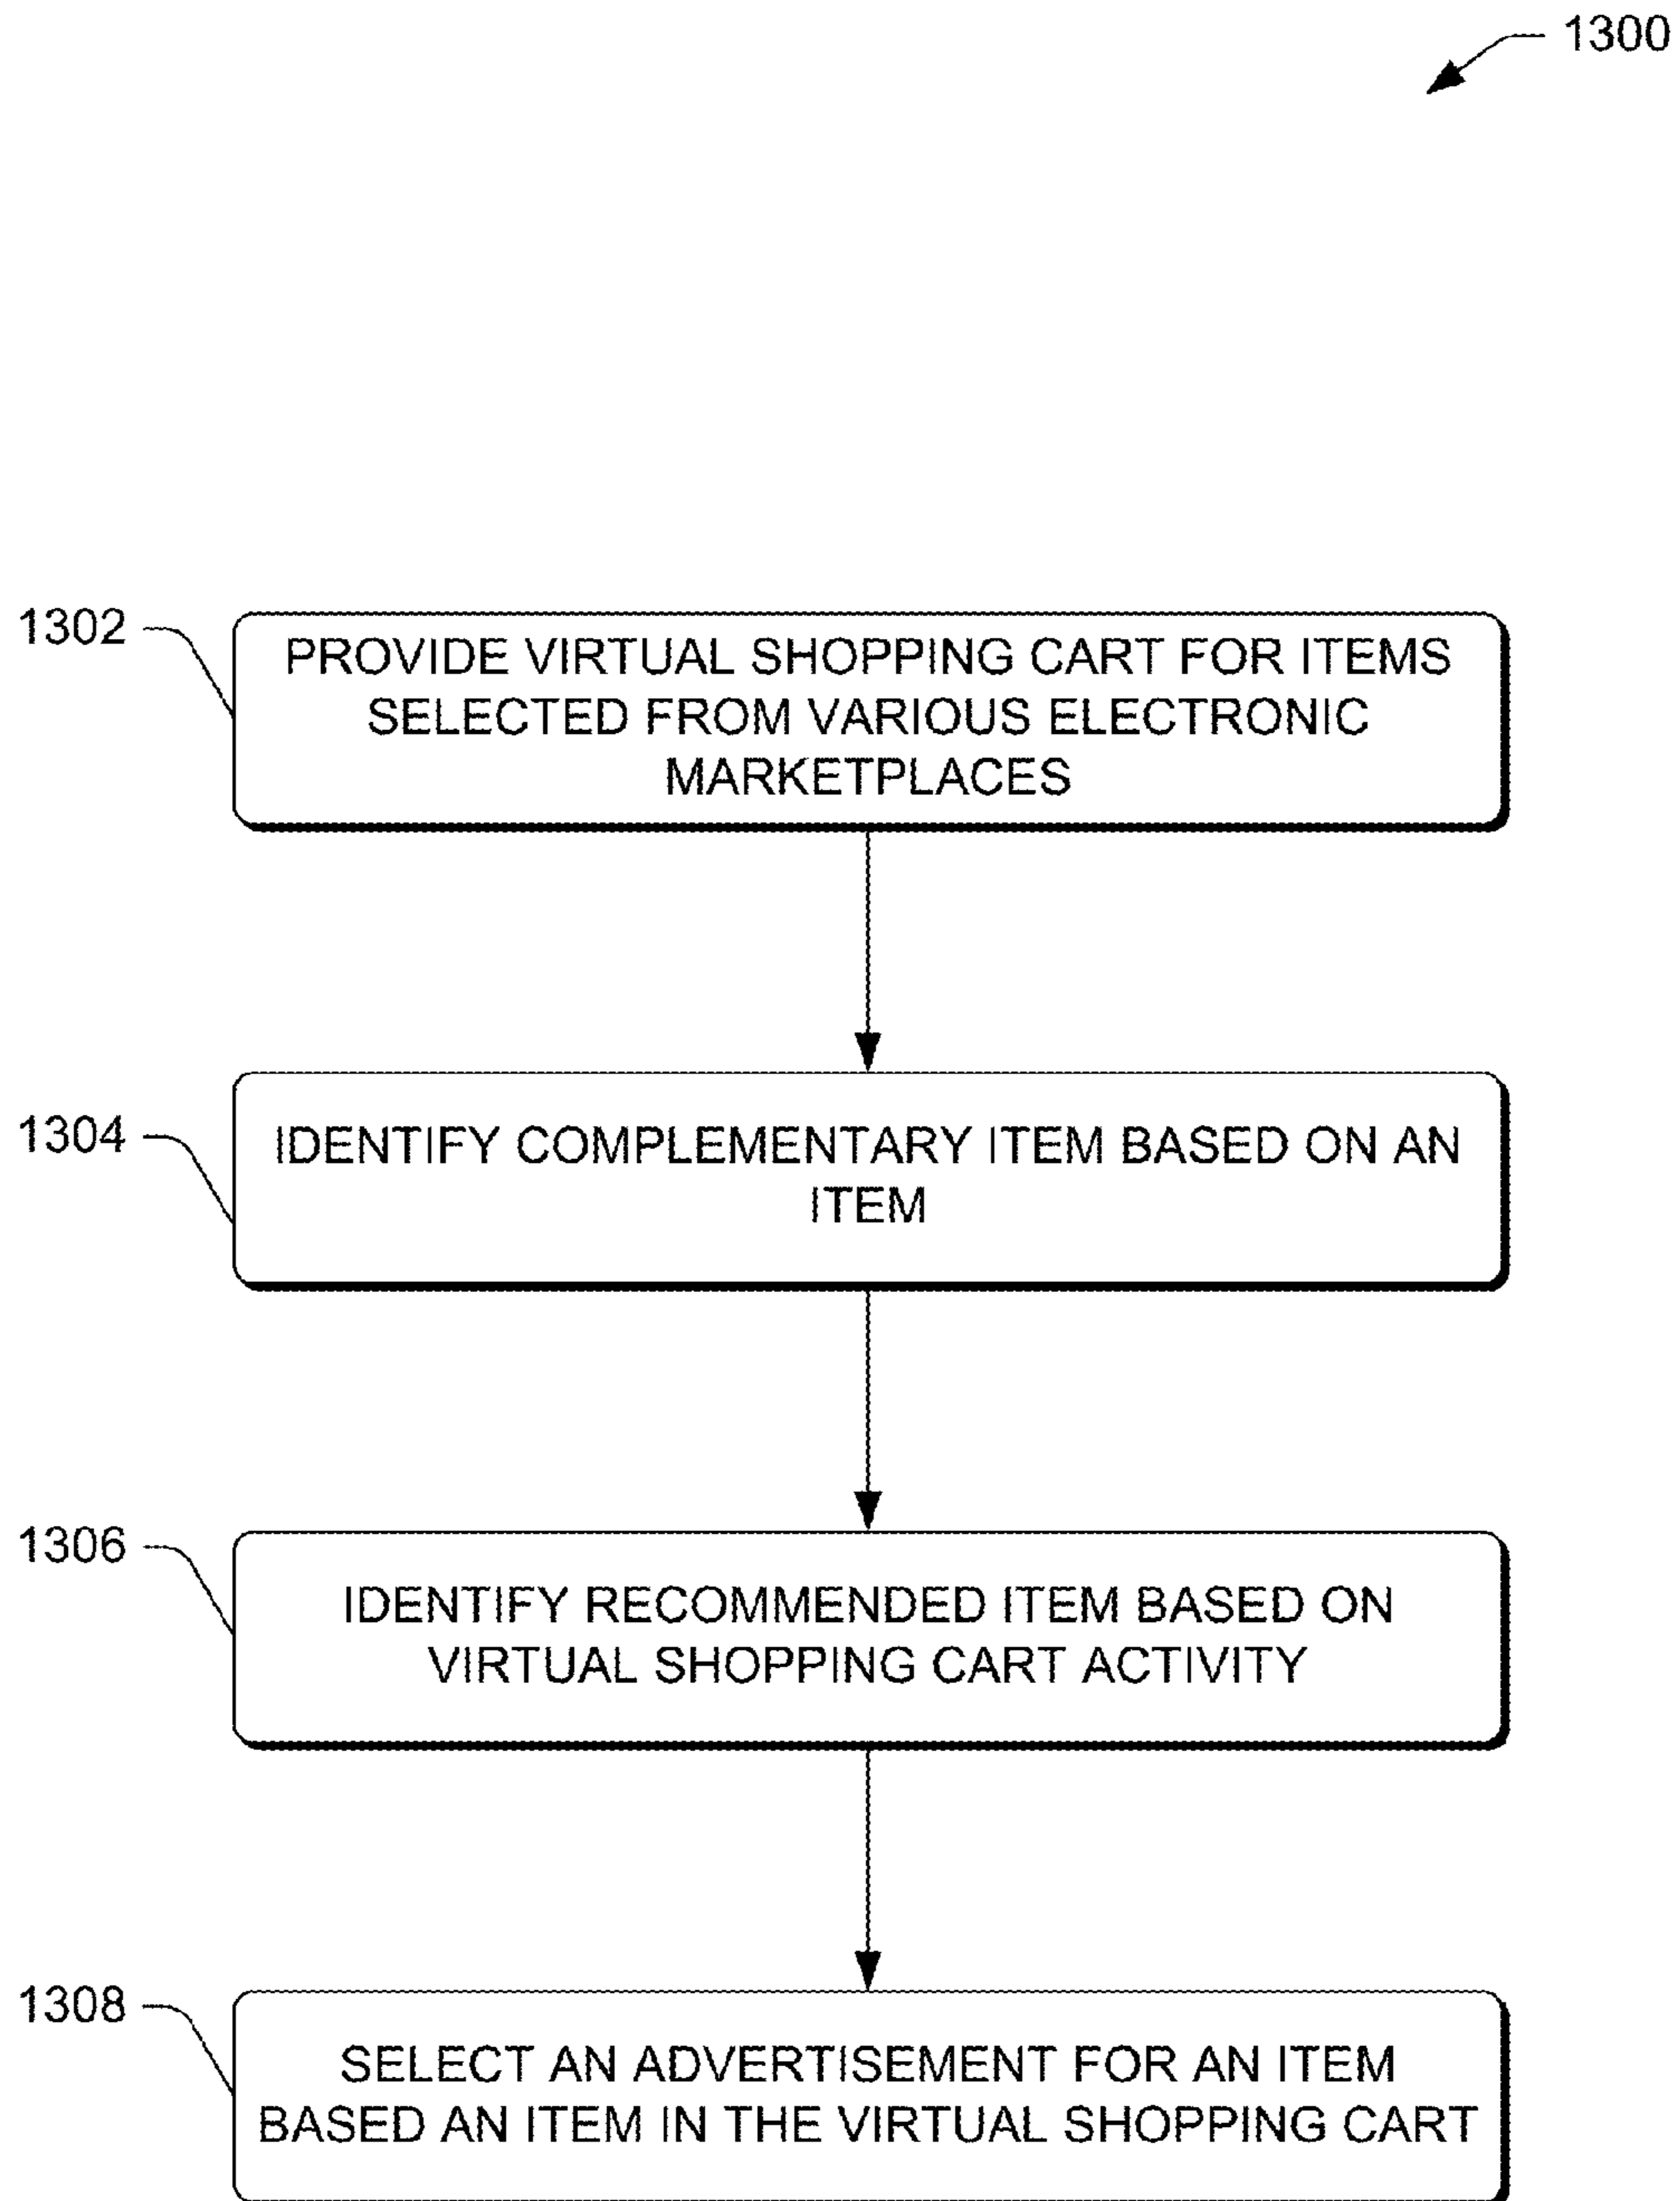 1300
1302
PROVIDE VIRTUAL SHOPPING CART FOR ITEMS
SELECTED FROM VARIOUS ELECTRONIC
MARKETPLACES
1304
IDENTIFY COMPLEMENTARY ITEM BASED ON AN
ITEM
1306
IDENTIFY RECOMMENDED ITEM BASED ON
VIRTUAL SHOPPING CART ACTIVITY
1308
SELECT AN ADVERTISEMENT FOR AN ITEM
BASED AN ITEM IN THE VIRTUAL SHOPPING CART